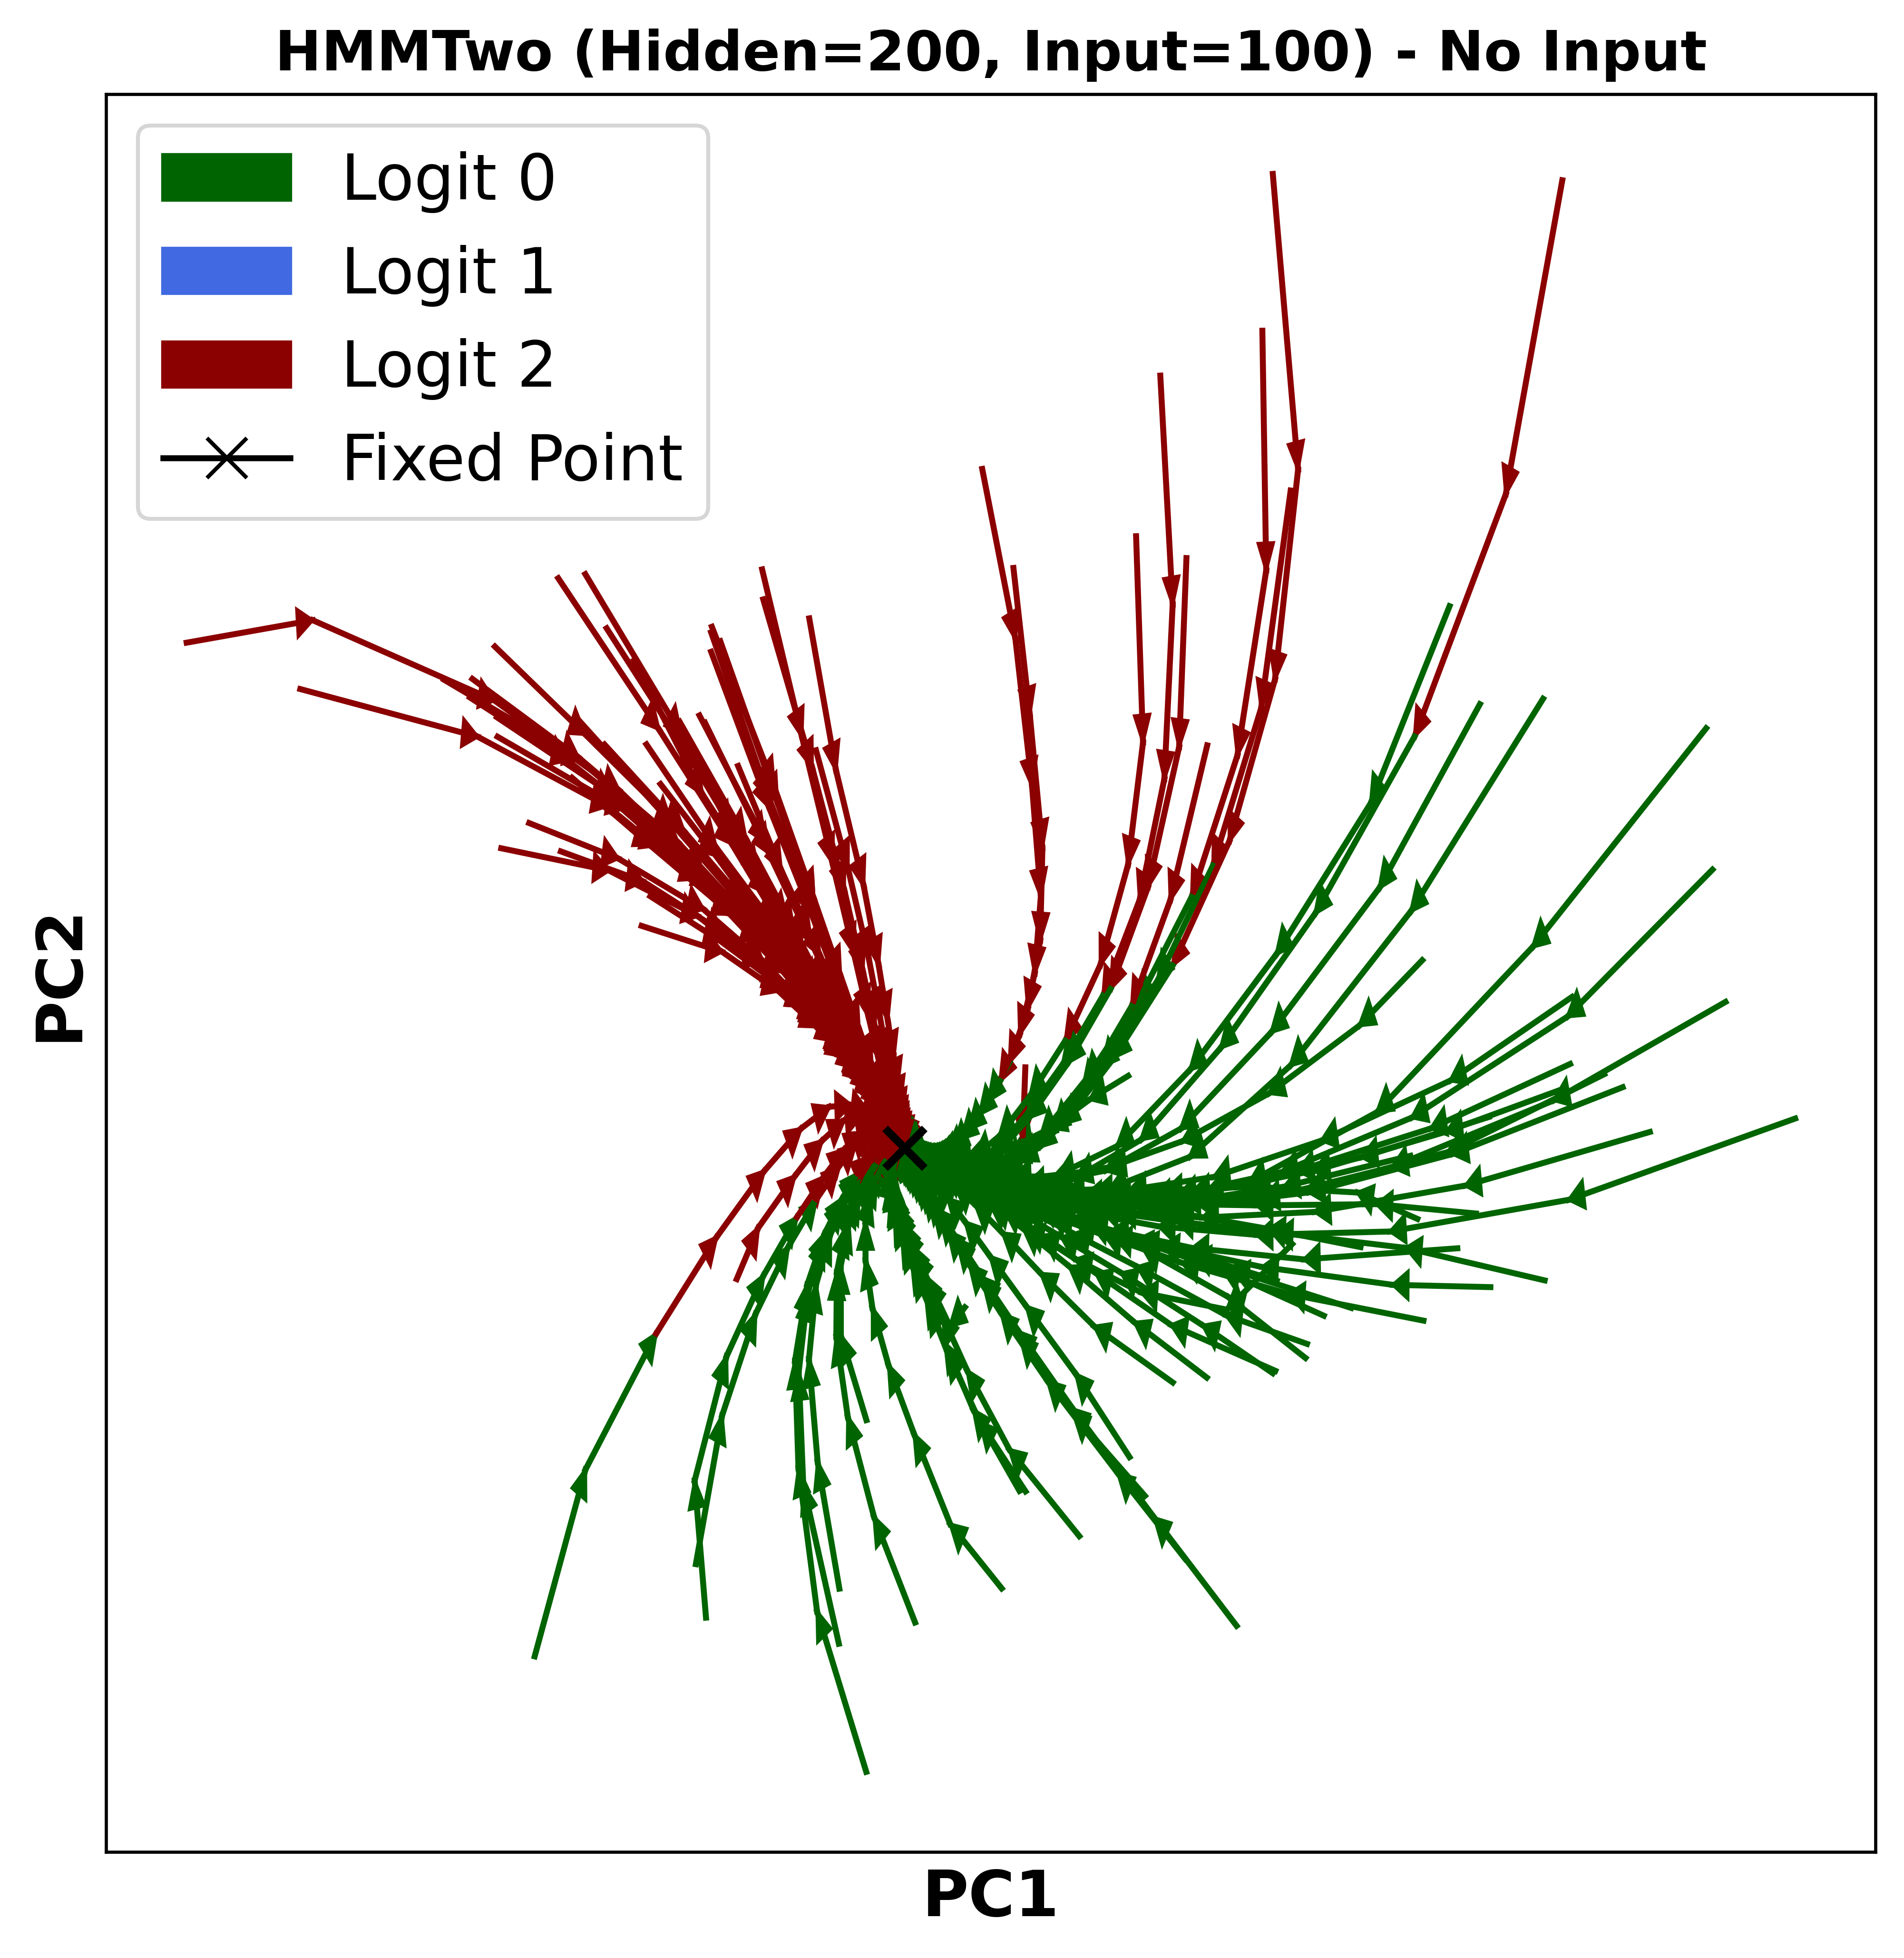 HMMTwo (Hidden=200, Input=100) - No Input
Logit 0
Logit 1
Logit 2
Fixed Point
PC2
PC1